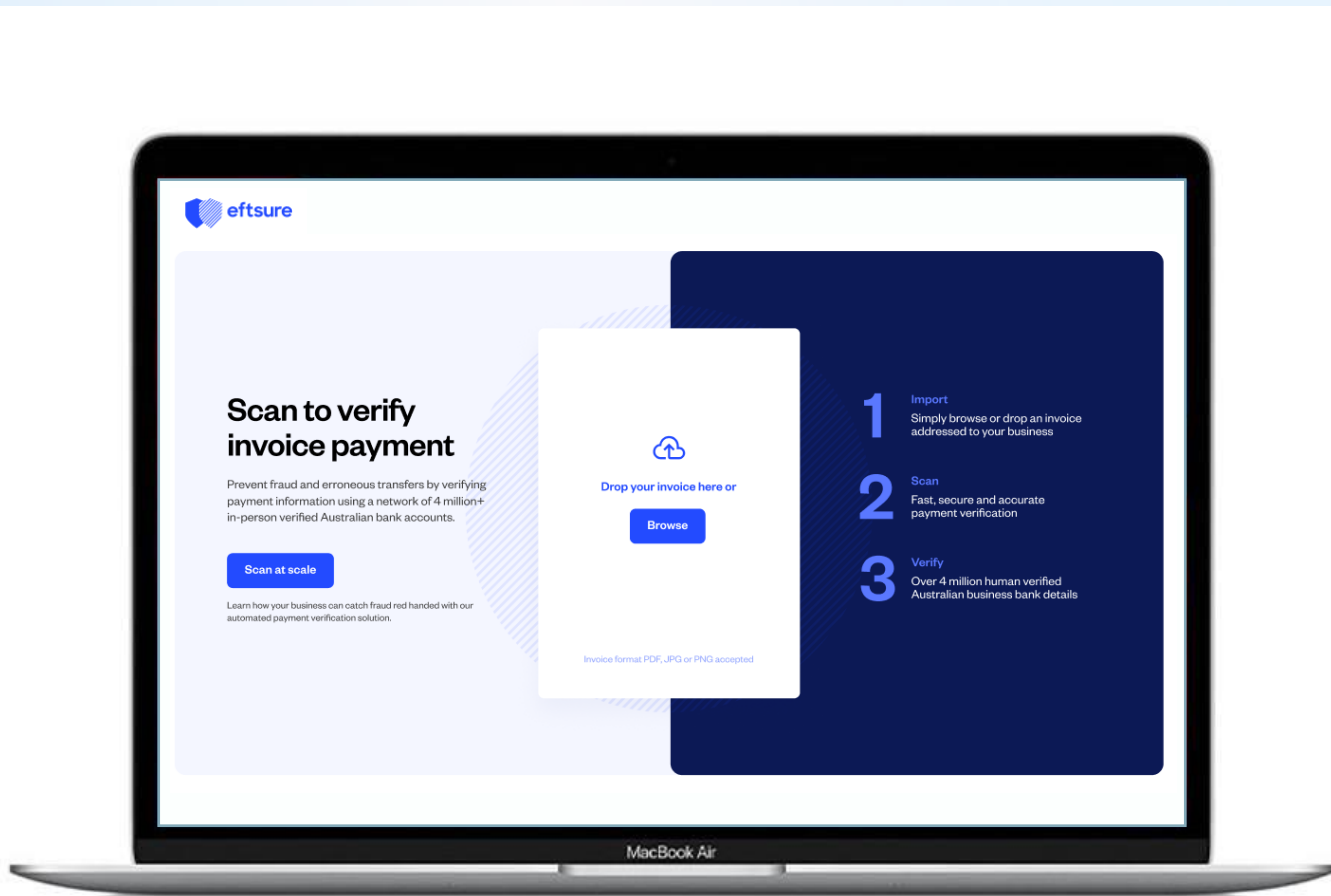 eftsure
Scan to verify
invoice payment
Prevent fraud and erroneous transfers by verifying
payment information using a network of 4 million+
in-person verified Australian bank accounts.
Scan at scale
Learn how your business can catch fraud red handed with our
automated payment verification solution.
Drop your invoice here or
Browse
Invoice format PDF, JPG or PNG accepted
1
Import
Simply browse or drop an invoice
addressed to your business
2
Scan
Fast, secure and accurate
payment verification
3
Verify
Over 4 million human verified
Australian business bank details
MacBook Air